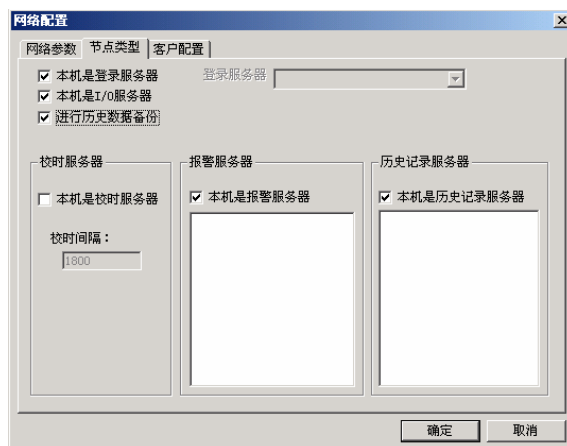 网络配置
网络参数 节点类型 客户配置
本机是登录服务器 登录服务器
本机是I/O服务器
进行历史数据备份
校时服务器 报警服务器 历史记录服务器
本机是校时服务器 本机是报警服务器 本机是历史记录服务器
校时间隔：
1800
确定 取消